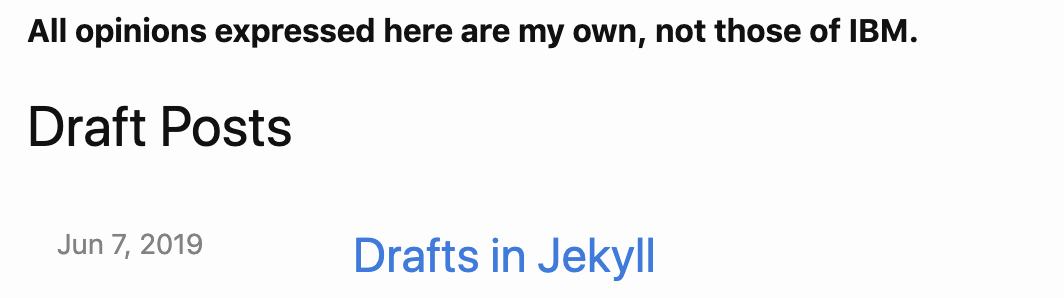 All opinions expressed here are my own, not those of IBM.
Draft Posts
Jun 7, 2019 Drafts in Jekyll